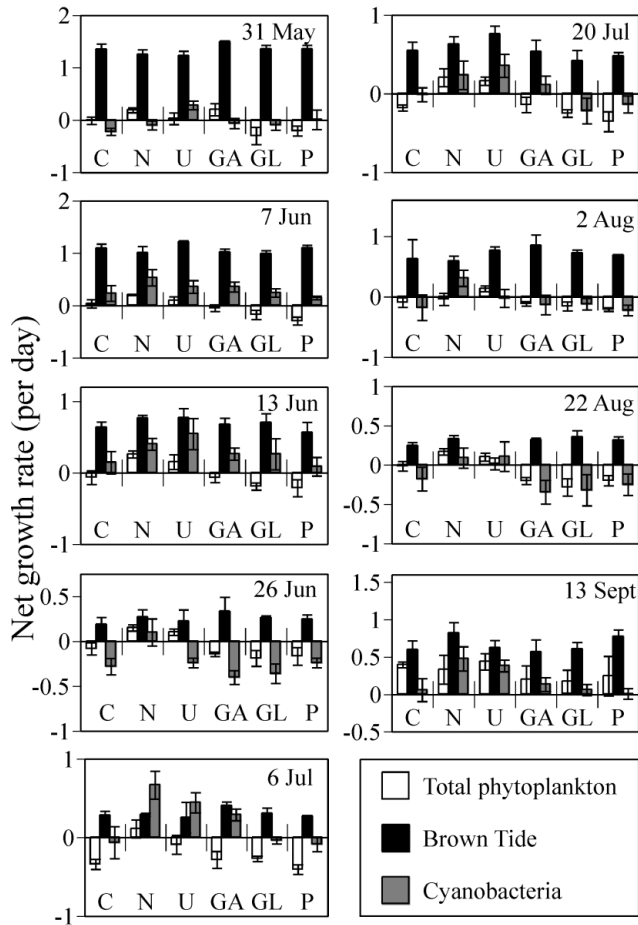 Net growth rate (per day)
31 May
2
1
0
-1
C N U GA GL P
7 Jun
2
1
0
1
C N U GA GL P
13 Jun
1
0
-1
C N U GA GL P
26 Jun
0.5
0
-0.5
-1
C N U GA GL P
6 Jul
1
0
-1
C N U GA GL P
20 Jul
1
0
-1
C N U GA GL P
2 Aug
1
0
-1
C N U GA GL P
22 Aug
1
0.5
0
-0.5
-1
C N U GA GL P
13 Sept
1.5
1
0.5
0
-0.5
C N U GA GL P
Total phytoplankton
Brown Tide
Cyanobacteria